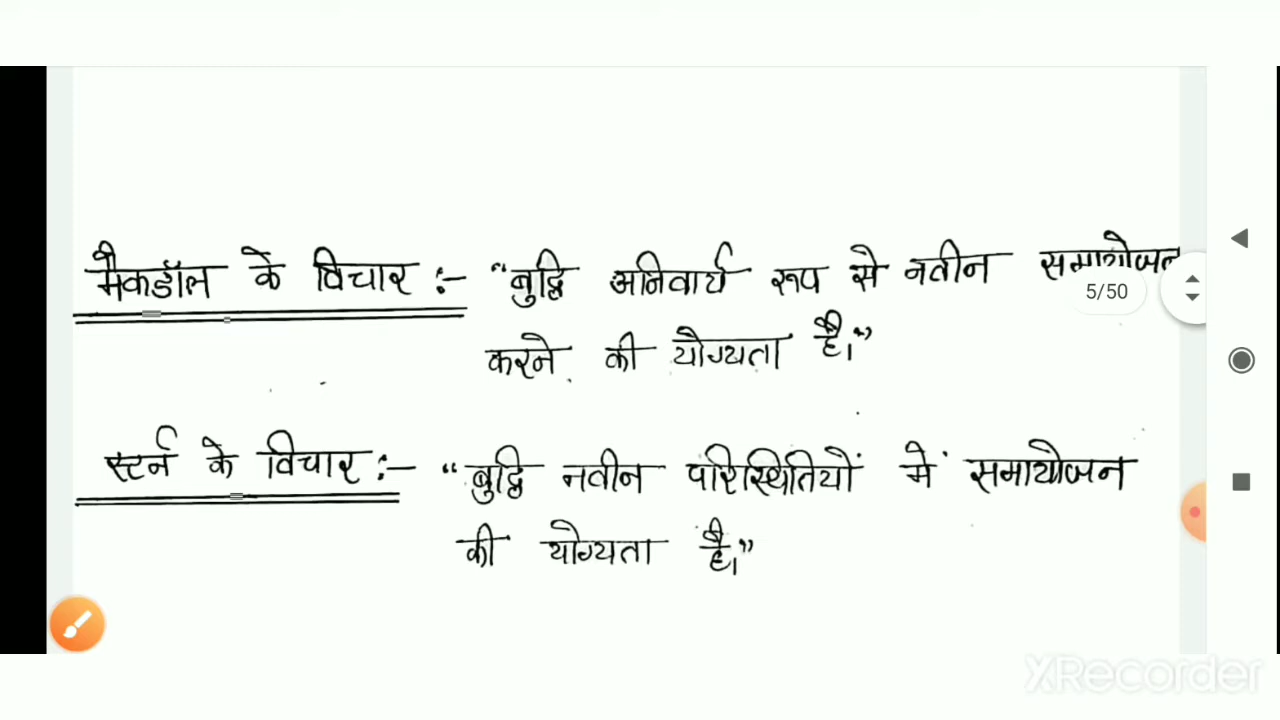 मैकडॉल के विचार :- "बुद्धि अनिवार्य रूप से नवीन समायोजन
5/50
करने की योग्यता है।"
स्टर्न के विचार :- "बुद्धि नवीन परिस्थितियों में समायोजन
की योग्यता है।"
XRecorder